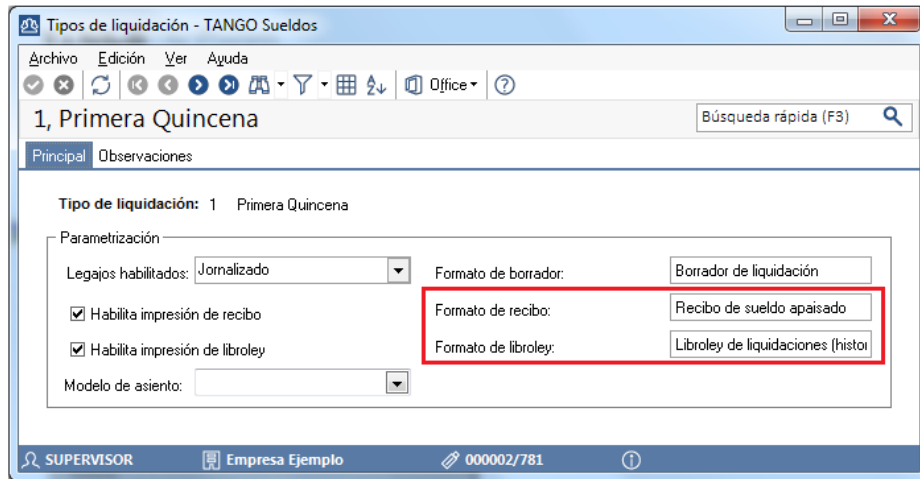 Tipos de liquidación - TANGO Sueldos
Archivo Edición Ver Ayuda
Office
1, Primera Quincena
Búsqueda rápida (F3)
Principal Observaciones
Tipo de liquidación: 1 Primera Quincena
Parametrización
Legajos habilitados: Jornalizado
Formato de borrador: Borrador de liquidación
Habilita impresión de recibo
Formato de recibo: Recibo de sueldo apaisado
Habilita impresión de libroley
Formato de libroley: Libroley de liquidaciones (histor
Modelo de asiento:
SUPERVISOR Empresa Ejemplo 000002/781